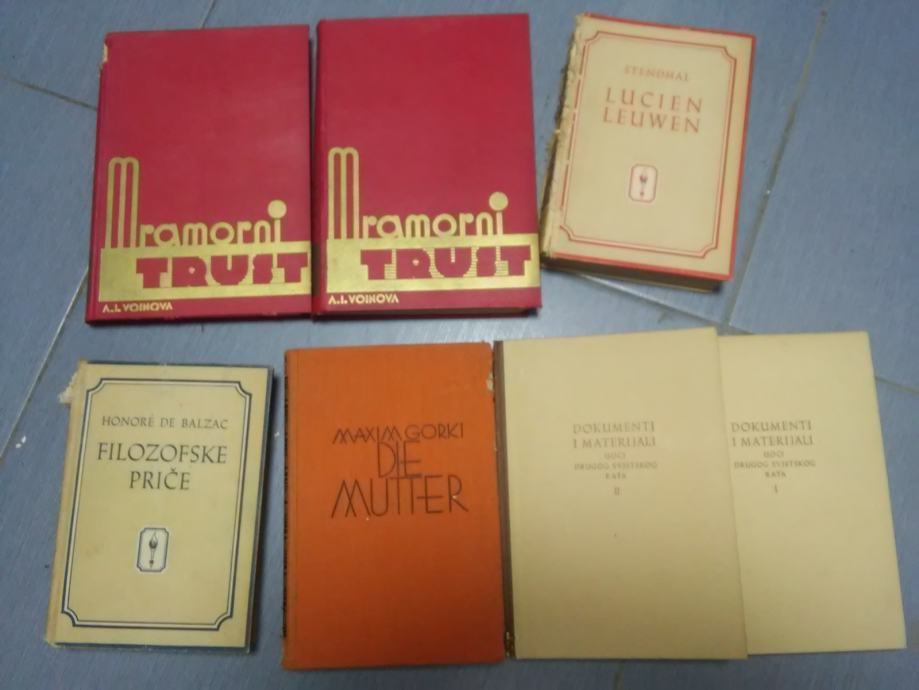 Mramorni
TRUST
A.I. VOINOVA
Mramorni
TRUST
A.I. VOINOVA
STENDHAL
LUCIEN
LEUWEN
HONORÉ DE BALZAC
FILOZOFSKE
PRIČE
MAXIM GORKI
DIE
MUTTER
DOKUMENTI
I MATERIJALI
UOČI
DRUGOG SVJETSKOG
RATA
II
DOKUMENTI
I MATERIJALI
UOČI
DRUGOG SVJETSKOG
RATA
I